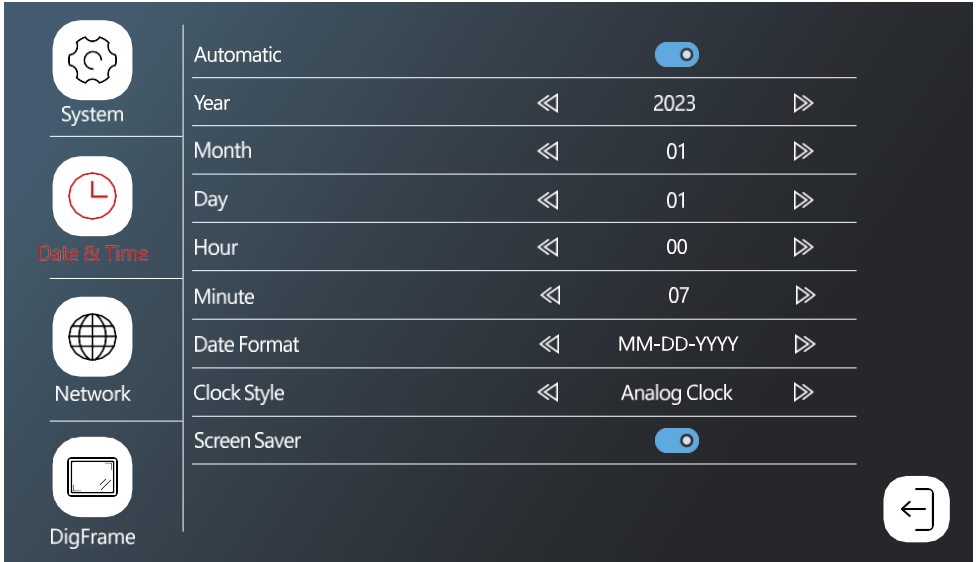 System
Date & Time
Network
DigFrame
Automatic
Year 2023
Month 01
Day 01
Hour 00
Minute 07
Date Format MM-DD-YYYY
Clock Style Analog Clock
Screen Saver